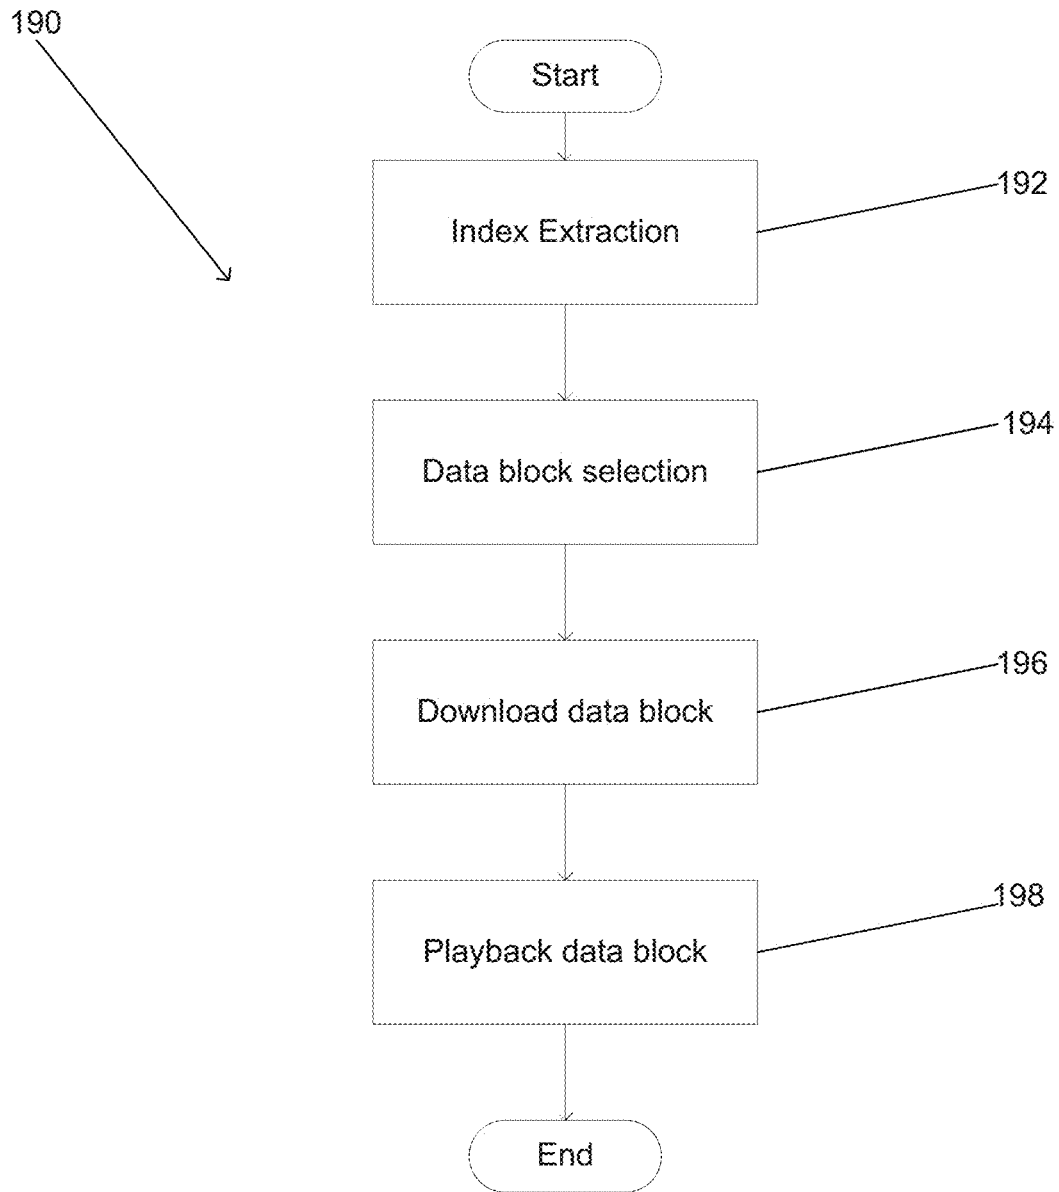 190
Start
Index Extraction
192
Data block selection
194
Download data block
196
Playback data block
198
End